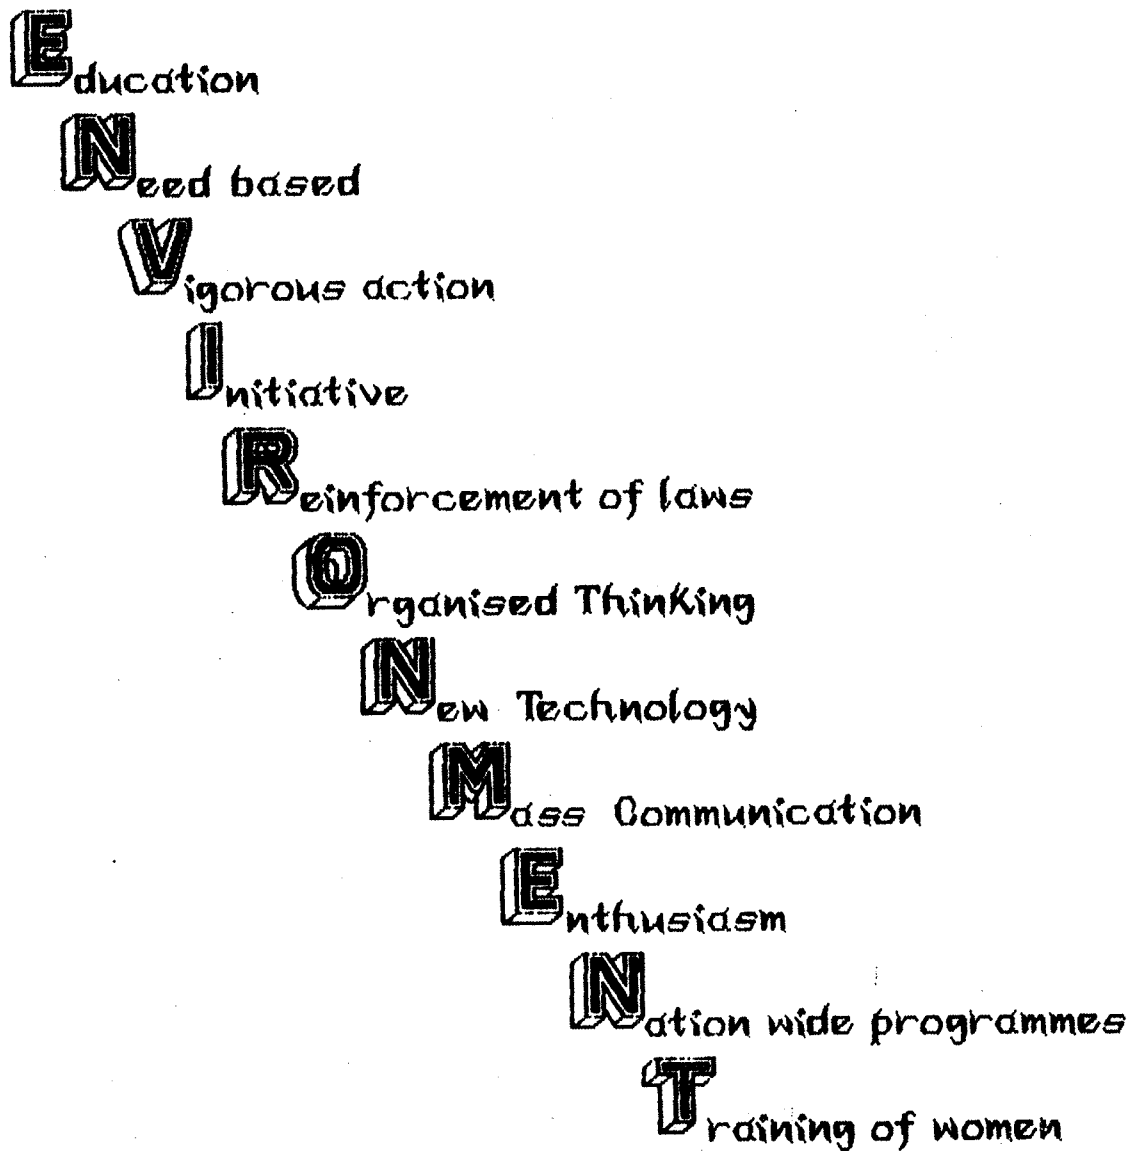 Education
Need based
Vigorous action
Initiative
Reinforcement of laws
Organised Thinking
New Technology
Mass Communication
Enthusiasm
Nation wide programmes
Training of women